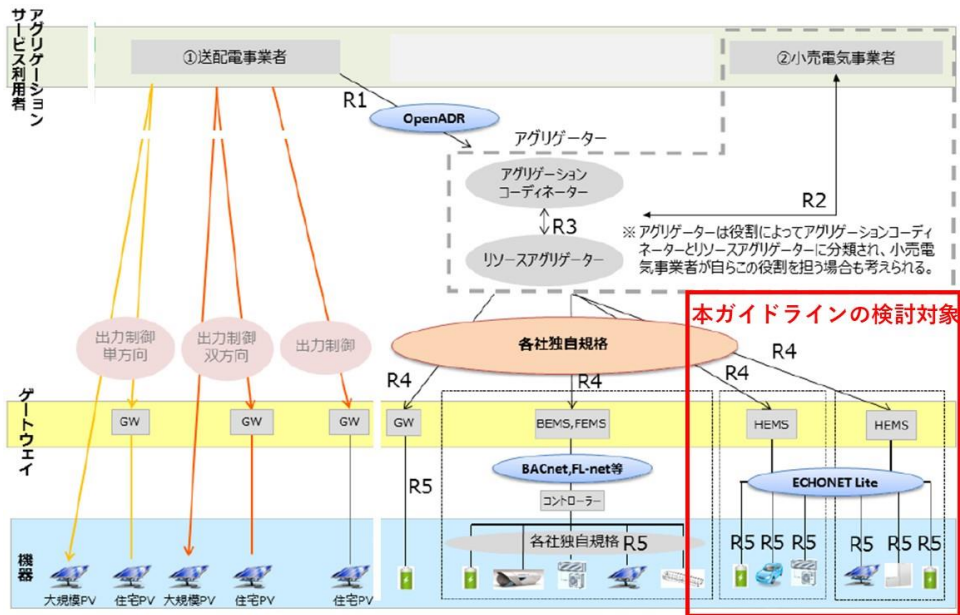 アグリゲーション
サービス利用者
①送配電事業者
②小売電気事業者
R1
OpenADR
アグリゲーター
アグリゲーション
コーディネーター
R3
リソースアグリゲーター
R2
※ アグリゲーターは役割によってアグリゲーションコーディ
ネーターとリソースアグリゲーターに分類され、小売電
気事業者が自らこの役割を担う場合も考えられる。
本ガイドラインの検討対象
出力制御
単方向
出力制御
双方向
出力制御
各社独自規格
R4
R4
R4
R4
ゲートウェイ
GW
GW
GW
GW
BEMS,FEMS
HEMS
HEMS
R5
BACnet,FL-net等
コントローラー
ECHONET Lite
機器
各社独自規格
R5
R5
R5
R5
R5
R5
R5
大規模PV
住宅PV
大規模PV
住宅PV
住宅PV